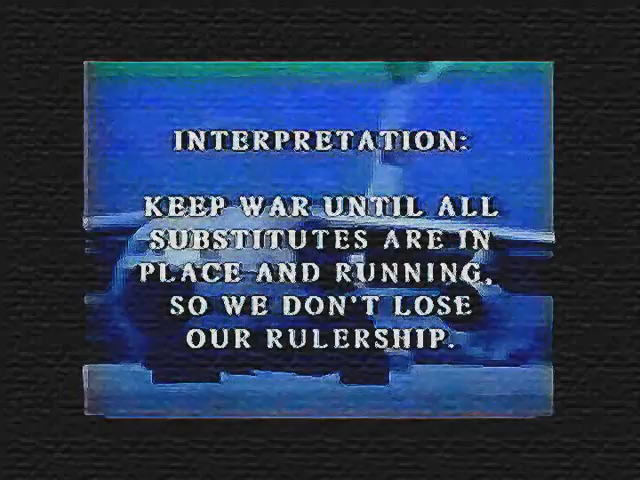 INTERPRETATION:
KEEP WAR UNTIL ALL
SUBSTITUTES ARE IN
PLACE AND RUNNING,
SO WE DON'T LOSE
OUR RULERSHIP.